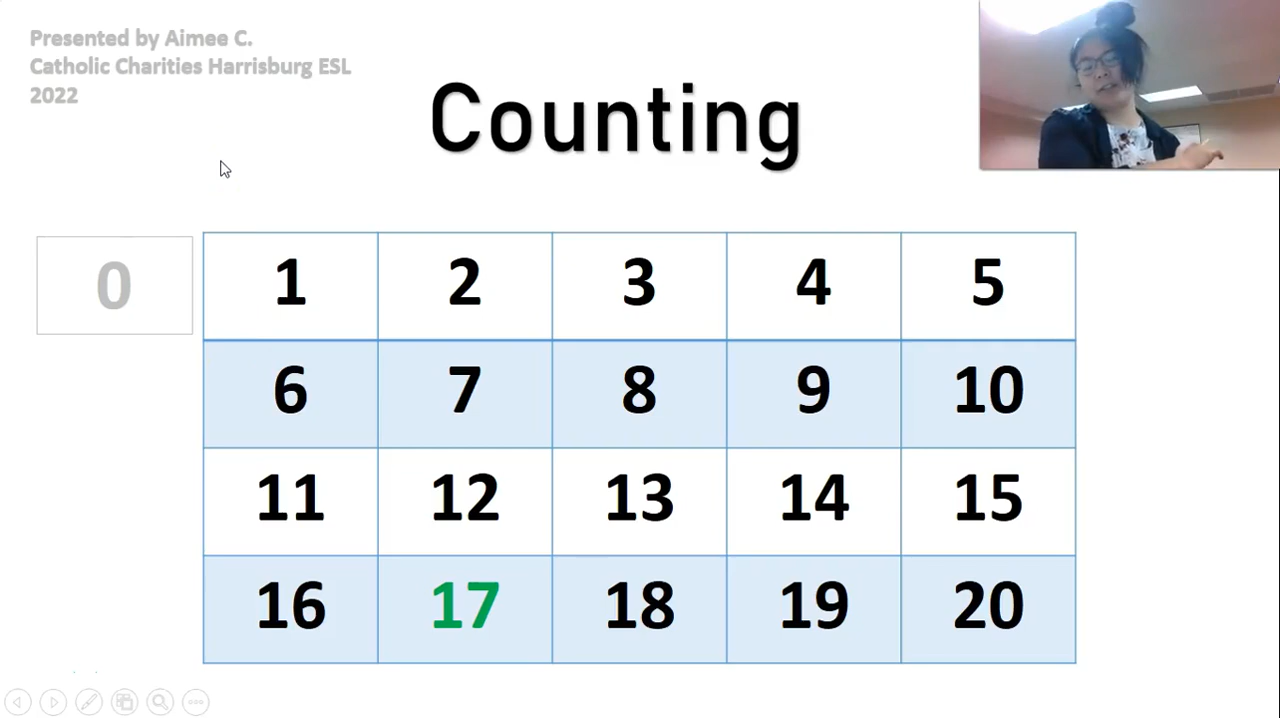 Presented by Aimee C.
Catholic Charities Harrisburg ESL
2022
Counting
0 1 2 3 4 5
6 7 8 9 10
11 12 13 14 15
16 17 18 19 20